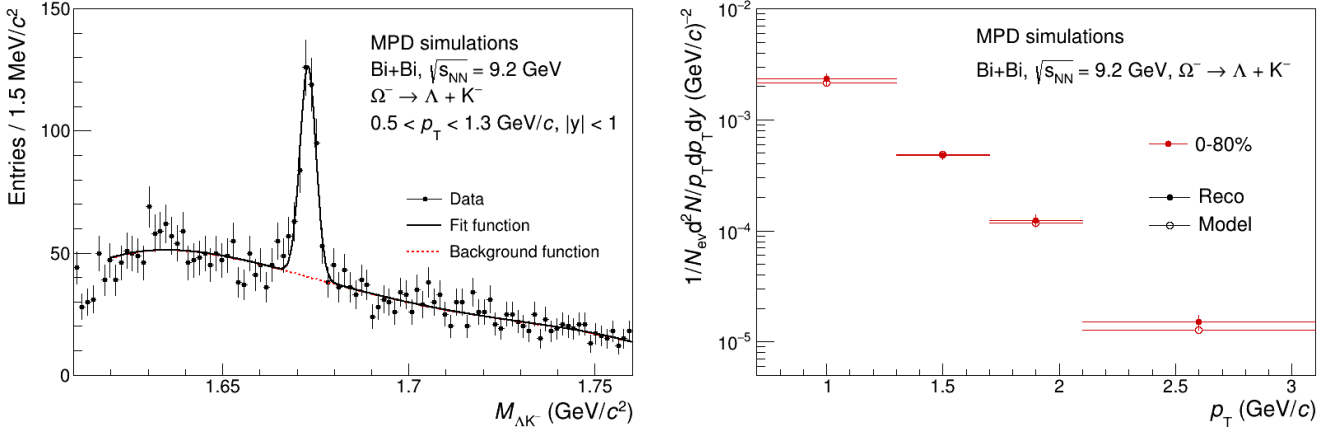 Entries / 1.5 MeV/c²
150
100
50
0
MPD simulations
Bi+Bi, √sNN = 9.2 GeV
Ω⁻ → Λ + K⁻
0.5 < pT < 1.3 GeV/c, |y| < 1
Data
Fit function
Background function
1.65
1.7
1.75
MΛK⁻ (GeV/c²)
1/Nev d²N/pTdpTdy (GeV/c)⁻²
10⁻²
10⁻³
10⁻⁴
10⁻⁵
MPD simulations
Bi+Bi, √sNN = 9.2 GeV, Ω⁻ → Λ + K⁻
0-80%
Reco
Model
1
1.5
2
2.5
3
pT (GeV/c)